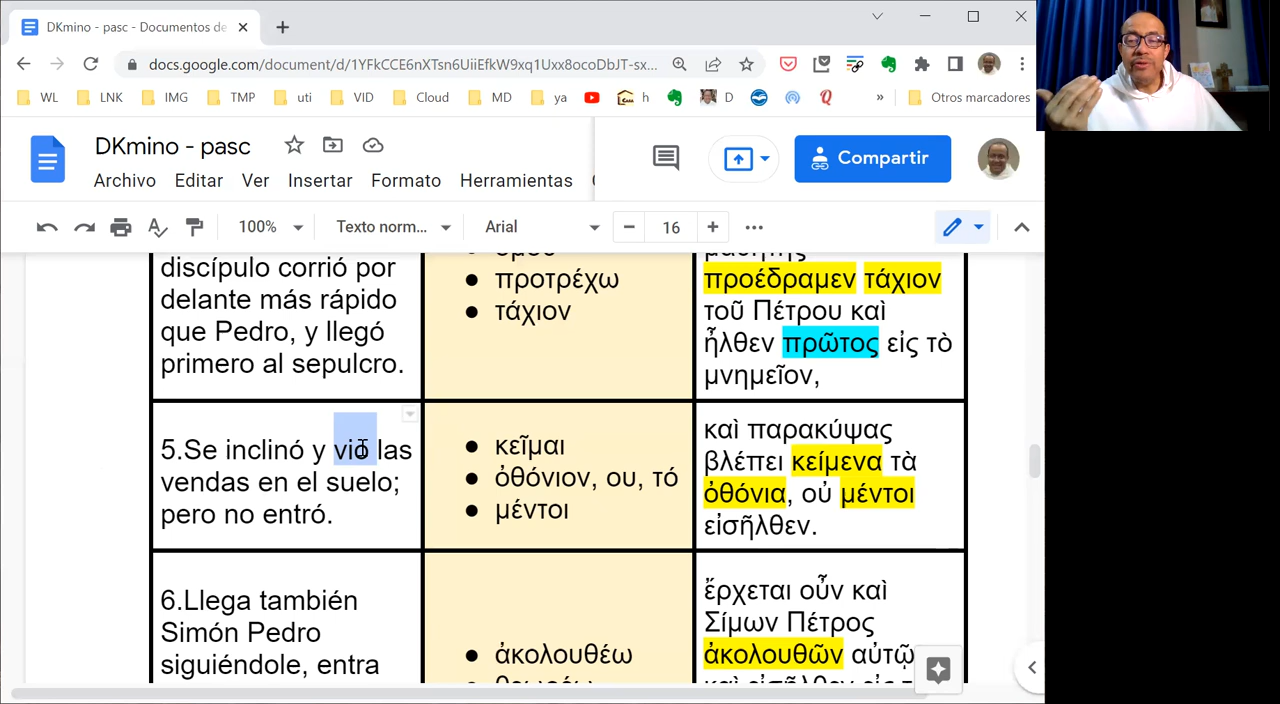 DKmino - pasc - Documentos de
docs.google.com/document/d/1YFkCCE6nXTsn6UiiEfkW9xq1Uxx8ocoDbJT-sx...
WL LNK IMG TMP uti VID Cloud MD ya h D » Otros marcadores
DKmino - pasc
Archivo Editar Ver Insertar Formato Herramientas
Compartir
100% Texto norm... Arial 16
discípulo corrió por
delante más rápido
que Pedro, y llegó
primero al sepulcro.
προτρέχω
τάχιον
μαθητὴς
προέδραμεν τάχιον
τοῦ Πέτρου καὶ
ἦλθεν πρῶτος εἰς τὸ
μνημεῖον,
5.Se inclinó y vio las
vendas en el suelo;
pero no entró.
κεῖμαι
ὀθόνιον, ου, τό
μέντοι
καὶ παρακύψας
βλέπει κείμενα τὰ
ὀθόνια, οὐ μέντοι
εἰσῆλθεν.
6.Llega también
Simón Pedro
siguiéndole, entra
ἀκολουθέω
ἔρχεται οὖν καὶ
Σίμων Πέτρος
ἀκολουθῶν αὐτῷ